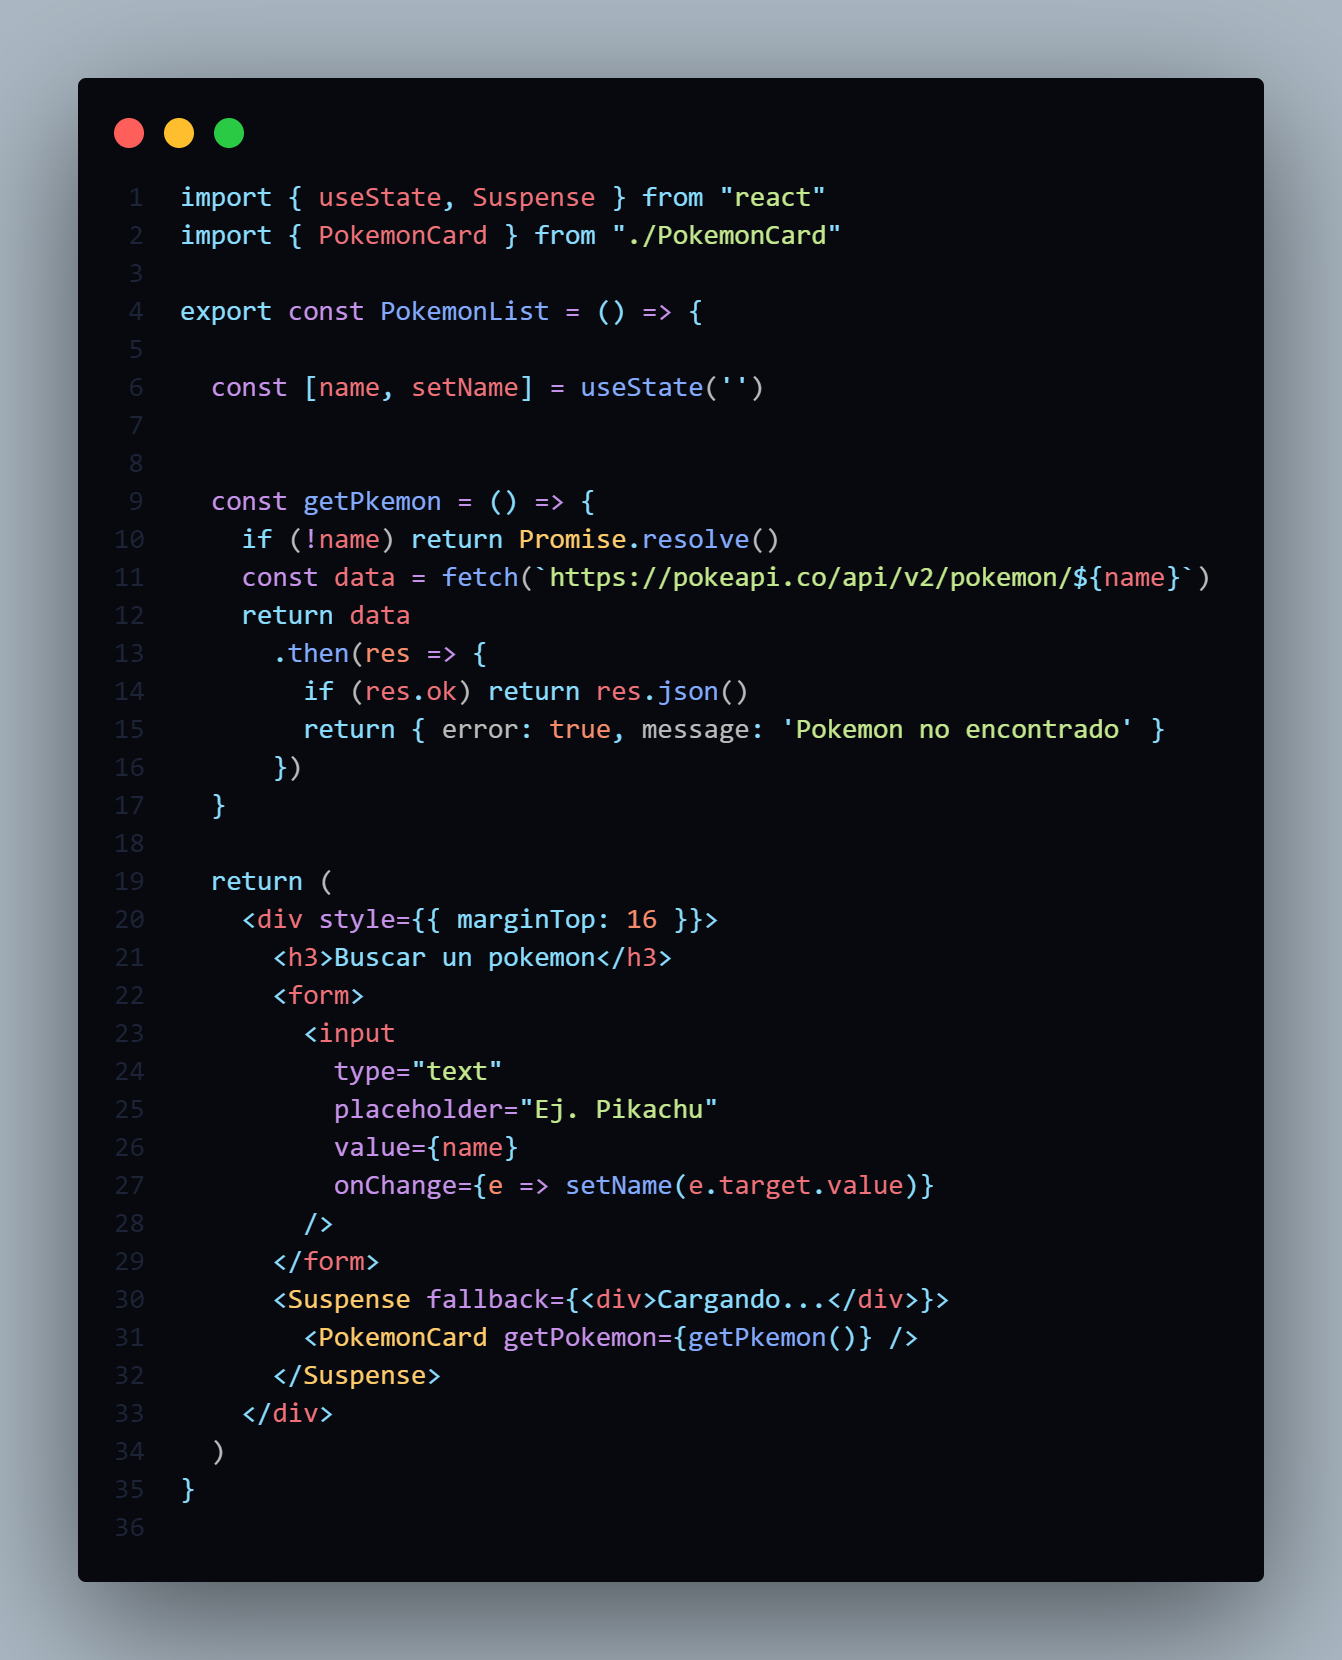 1 import { useState, Suspense } from "react"
2 import { PokemonCard } from "./PokemonCard"
3
4 export const PokemonList = () => {
5
6   const [name, setName] = useState('')
7
8
9   const getPkemon = () => {
10     if (!name) return Promise.resolve()
11     const data = fetch(`https://pokeapi.co/api/v2/pokemon/${name}`)
12     return data
13       .then(res => {
14         if (res.ok) return res.json()
15         return { error: true, message: 'Pokemon no encontrado' }
16       })
17   }
18
19   return (
20     <div style={{ marginTop: 16 }}>
21       <h3>Buscar un pokemon</h3>
22       <form>
23         <input
24           type="text"
25           placeholder="Ej. Pikachu"
26           value={name}
27           onChange={e => setName(e.target.value)}
28         />
29       </form>
30       <Suspense fallback={<div>Cargando...</div>}>
31         <PokemonCard getPokemon={getPkemon()} />
32       </Suspense>
33     </div>
34   )
35 }
36